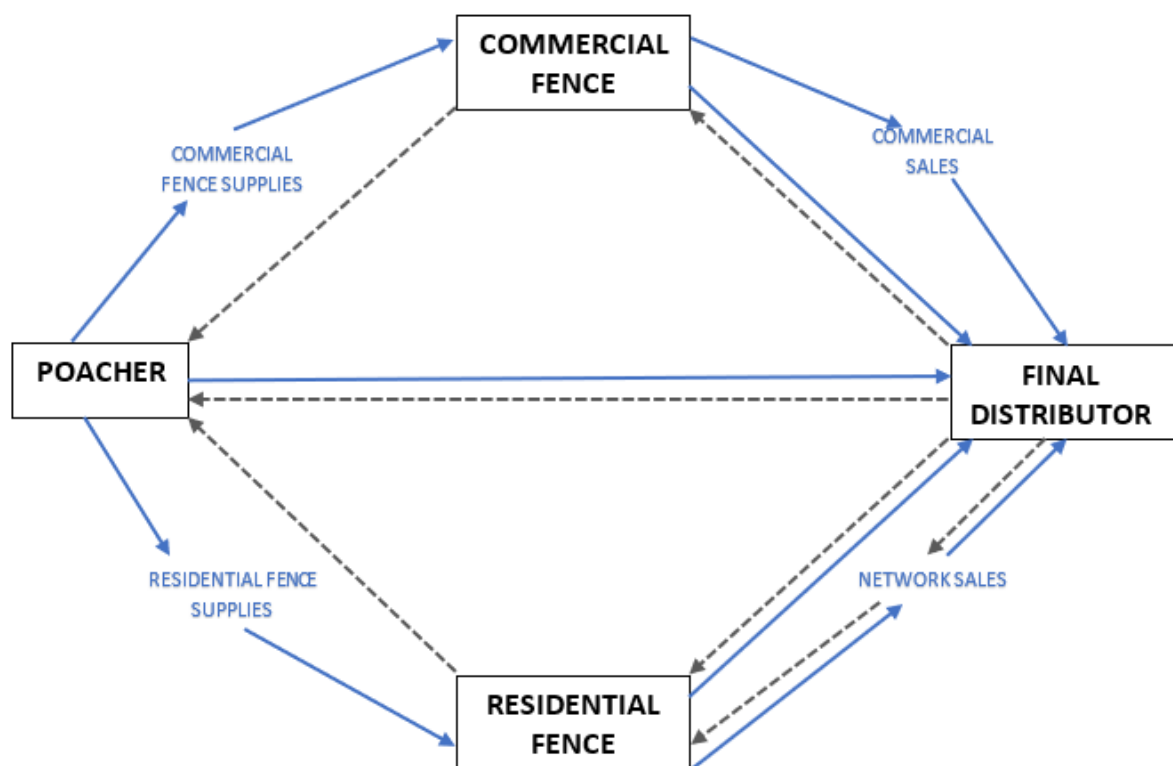 COMMERCIAL
FENCE
COMMERCIAL
FENCE SUPPLIES
COMMERCIAL
SALES
POACHER
FINAL
DISTRIBUTOR
RESIDENTIAL FENCE
SUPPLIES
NETWORK SALES
RESIDENTIAL
FENCE